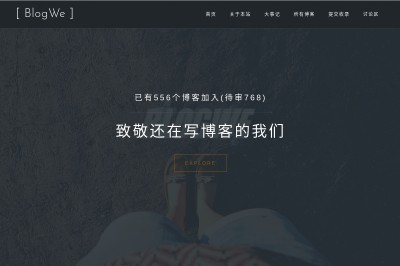 [ BlogWe ]
首页 关于本站 大事记 所有博客 提交收录 讨论区
已有556个博客加入(待审768)
致敬还在写博客的我们
EXPLORE